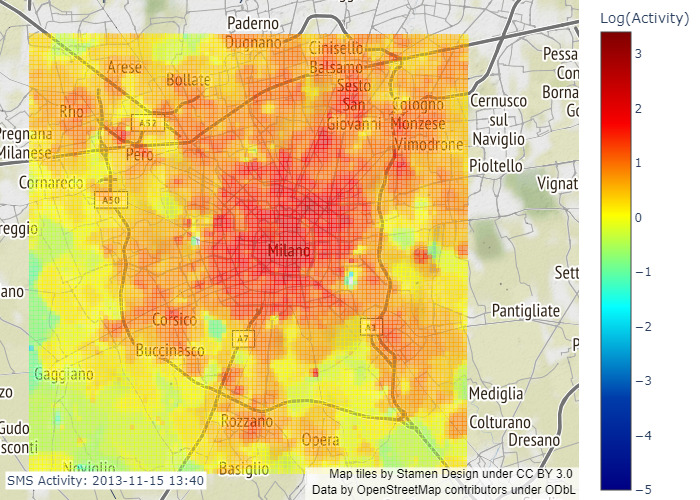 Paderno
Dugnano
Log(Activity)
Cinisello
Balsamo
Arese
Bollate
Sesto
San
Giovanni
Rho
Cologno
Monzese
Cernusco
sul
Naviglio
Pessa
Con
Borna
Go
A52
Pregnana
Milanese
Pero
Vimodrone
Pioltello
Cornaredo
Vignat
A50
reggio
Milano
Sett
ano
Pantigliate
Corsico
A7
Buccinasco
P
Gaggiano
Mediglia
zo
Rozzano
Colturano
Gudo
sconti
Opera
Dresano
Noviglio
Basiglio
3
2
1
0
−1
−2
−3
−4
−5
SMS Activity: 2013-11-15 13:40
Map tiles by Stamen Design under CC BY 3.0
Data by OpenStreetMap contributors under ODbL